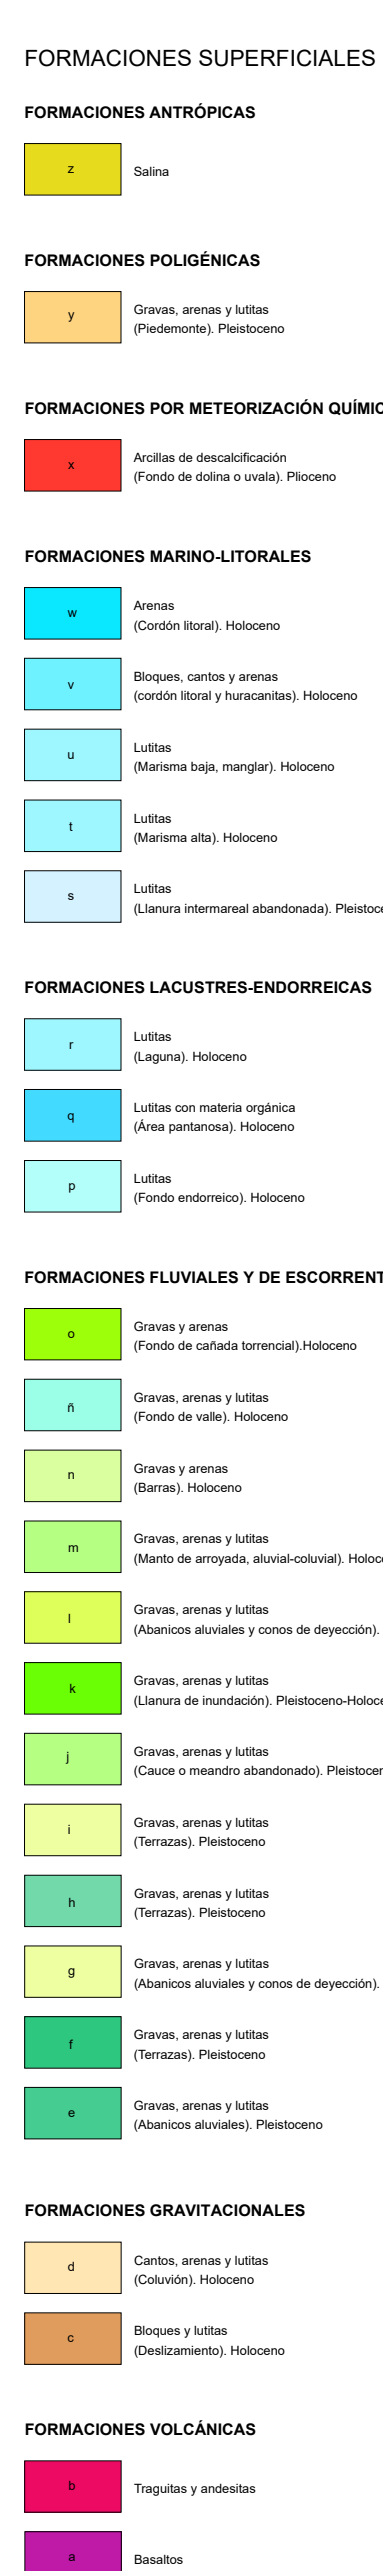 FORMACIONES SUPERFICIALES
FORMACIONES ANTRÓPICAS
z
Salina
FORMACIONES POLIGÉNICAS
y
Gravas, arenas y lutitas
(Piedemonte). Pleistoceno
FORMACIONES POR METEORIZACIÓN QUÍMIC
x
Arcillas de descalcificación
(Fondo de dolina o uvala). Plioceno
FORMACIONES MARINO-LITORALES
w
Arenas
(Cordón litoral). Holoceno
v
Bloques, cantos y arenas
(cordón litoral y huracanitas). Holoceno
u
Lutitas
(Marisma baja, manglar). Holoceno
t
Lutitas
(Marisma alta). Holoceno
s
Lutitas
(Llanura intermareal abandonada). Pleistoce
FORMACIONES LACUSTRES-ENDORREICAS
r
Lutitas
(Laguna). Holoceno
q
Lutitas con materia orgánica
(Área pantanosa). Holoceno
p
Lutitas
(Fondo endorreico). Holoceno
FORMACIONES FLUVIALES Y DE ESCORRENT
o
Gravas y arenas
(Fondo de cañada torrencial).Holoceno
ñ
Gravas, arenas y lutitas
(Fondo de valle). Holoceno
n
Gravas y arenas
(Barras). Holoceno
m
Gravas, arenas y lutitas
(Manto de arroyada, aluvial-coluvial). Holoce
l
Gravas, arenas y lutitas
(Abanicos aluviales y conos de deyección).
k
Gravas, arenas y lutitas
(Llanura de inundación). Pleistoceno-Holoce
j
Gravas, arenas y lutitas
(Cauce o meandro abandonado). Pleistocen
i
Gravas, arenas y lutitas
(Terrazas). Pleistoceno
h
Gravas, arenas y lutitas
(Terrazas). Pleistoceno
g
Gravas, arenas y lutitas
(Abanicos aluviales y conos de deyección).
f
Gravas, arenas y lutitas
(Terrazas). Pleistoceno
e
Gravas, arenas y lutitas
(Abanicos aluviales). Pleistoceno
FORMACIONES GRAVITACIONALES
d
Cantos, arenas y lutitas
(Coluvión). Holoceno
c
Bloques y lutitas
(Deslizamiento). Holoceno
FORMACIONES VOLCÁNICAS
b
Traguitas y andesitas
a
Basaltos